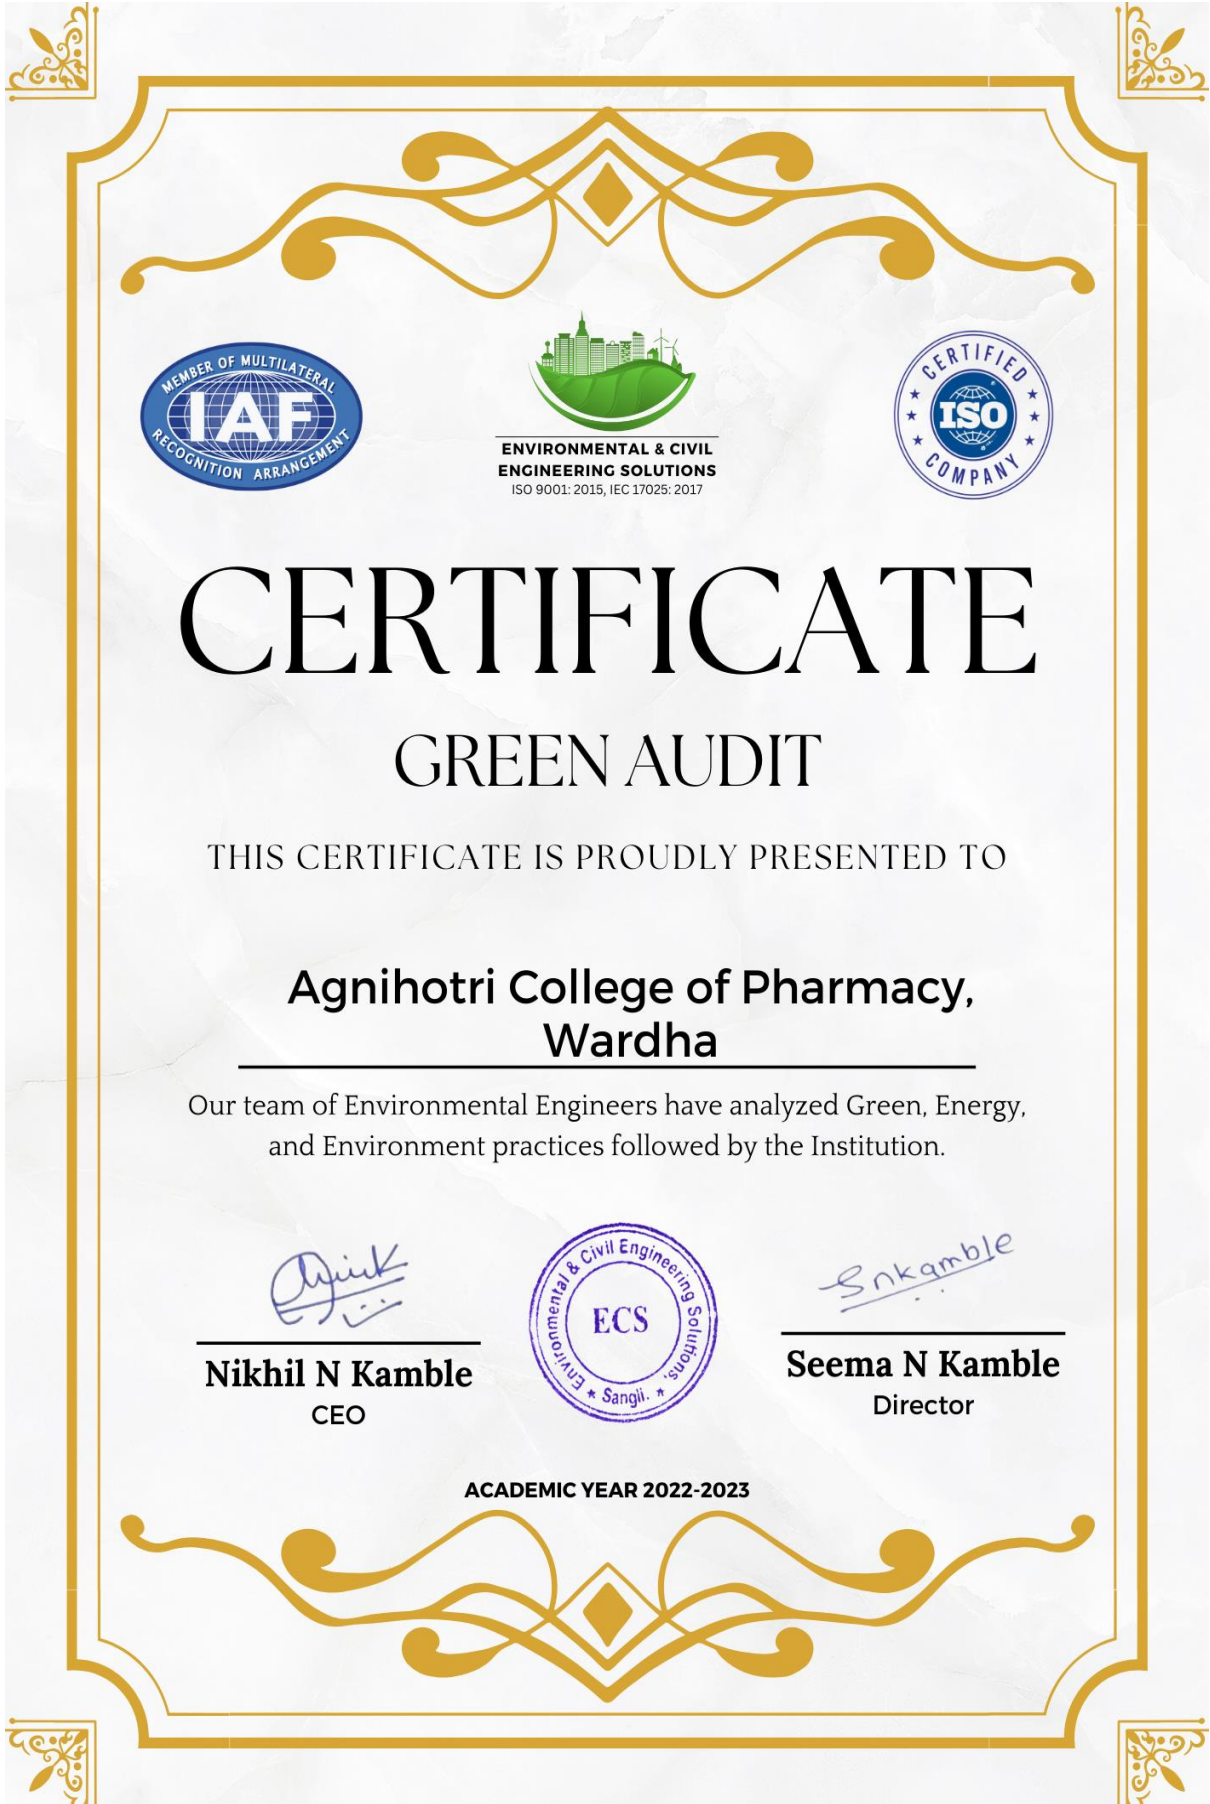 MEMBER OF MULTILATERAL
IAF
RECOGNITION ARRANGEMENT
ENVIRONMENTAL & CIVIL
ENGINEERING SOLUTIONS
ISO 9001: 2015, IEC 17025: 2017
CERTIFIED
ISO
COMPANY
CERTIFICATE
GREEN AUDIT
THIS CERTIFICATE IS PROUDLY PRESENTED TO
Agnihotri College of Pharmacy,
Wardha
Our team of Environmental Engineers have analyzed Green, Energy,
and Environment practices followed by the Institution.
Snkamble
Environmental & Civil Engineering Solutions,
ECS
Sangli.
Nikhil N Kamble
CEO
Seema N Kamble
Director
ACADEMIC YEAR 2022-2023